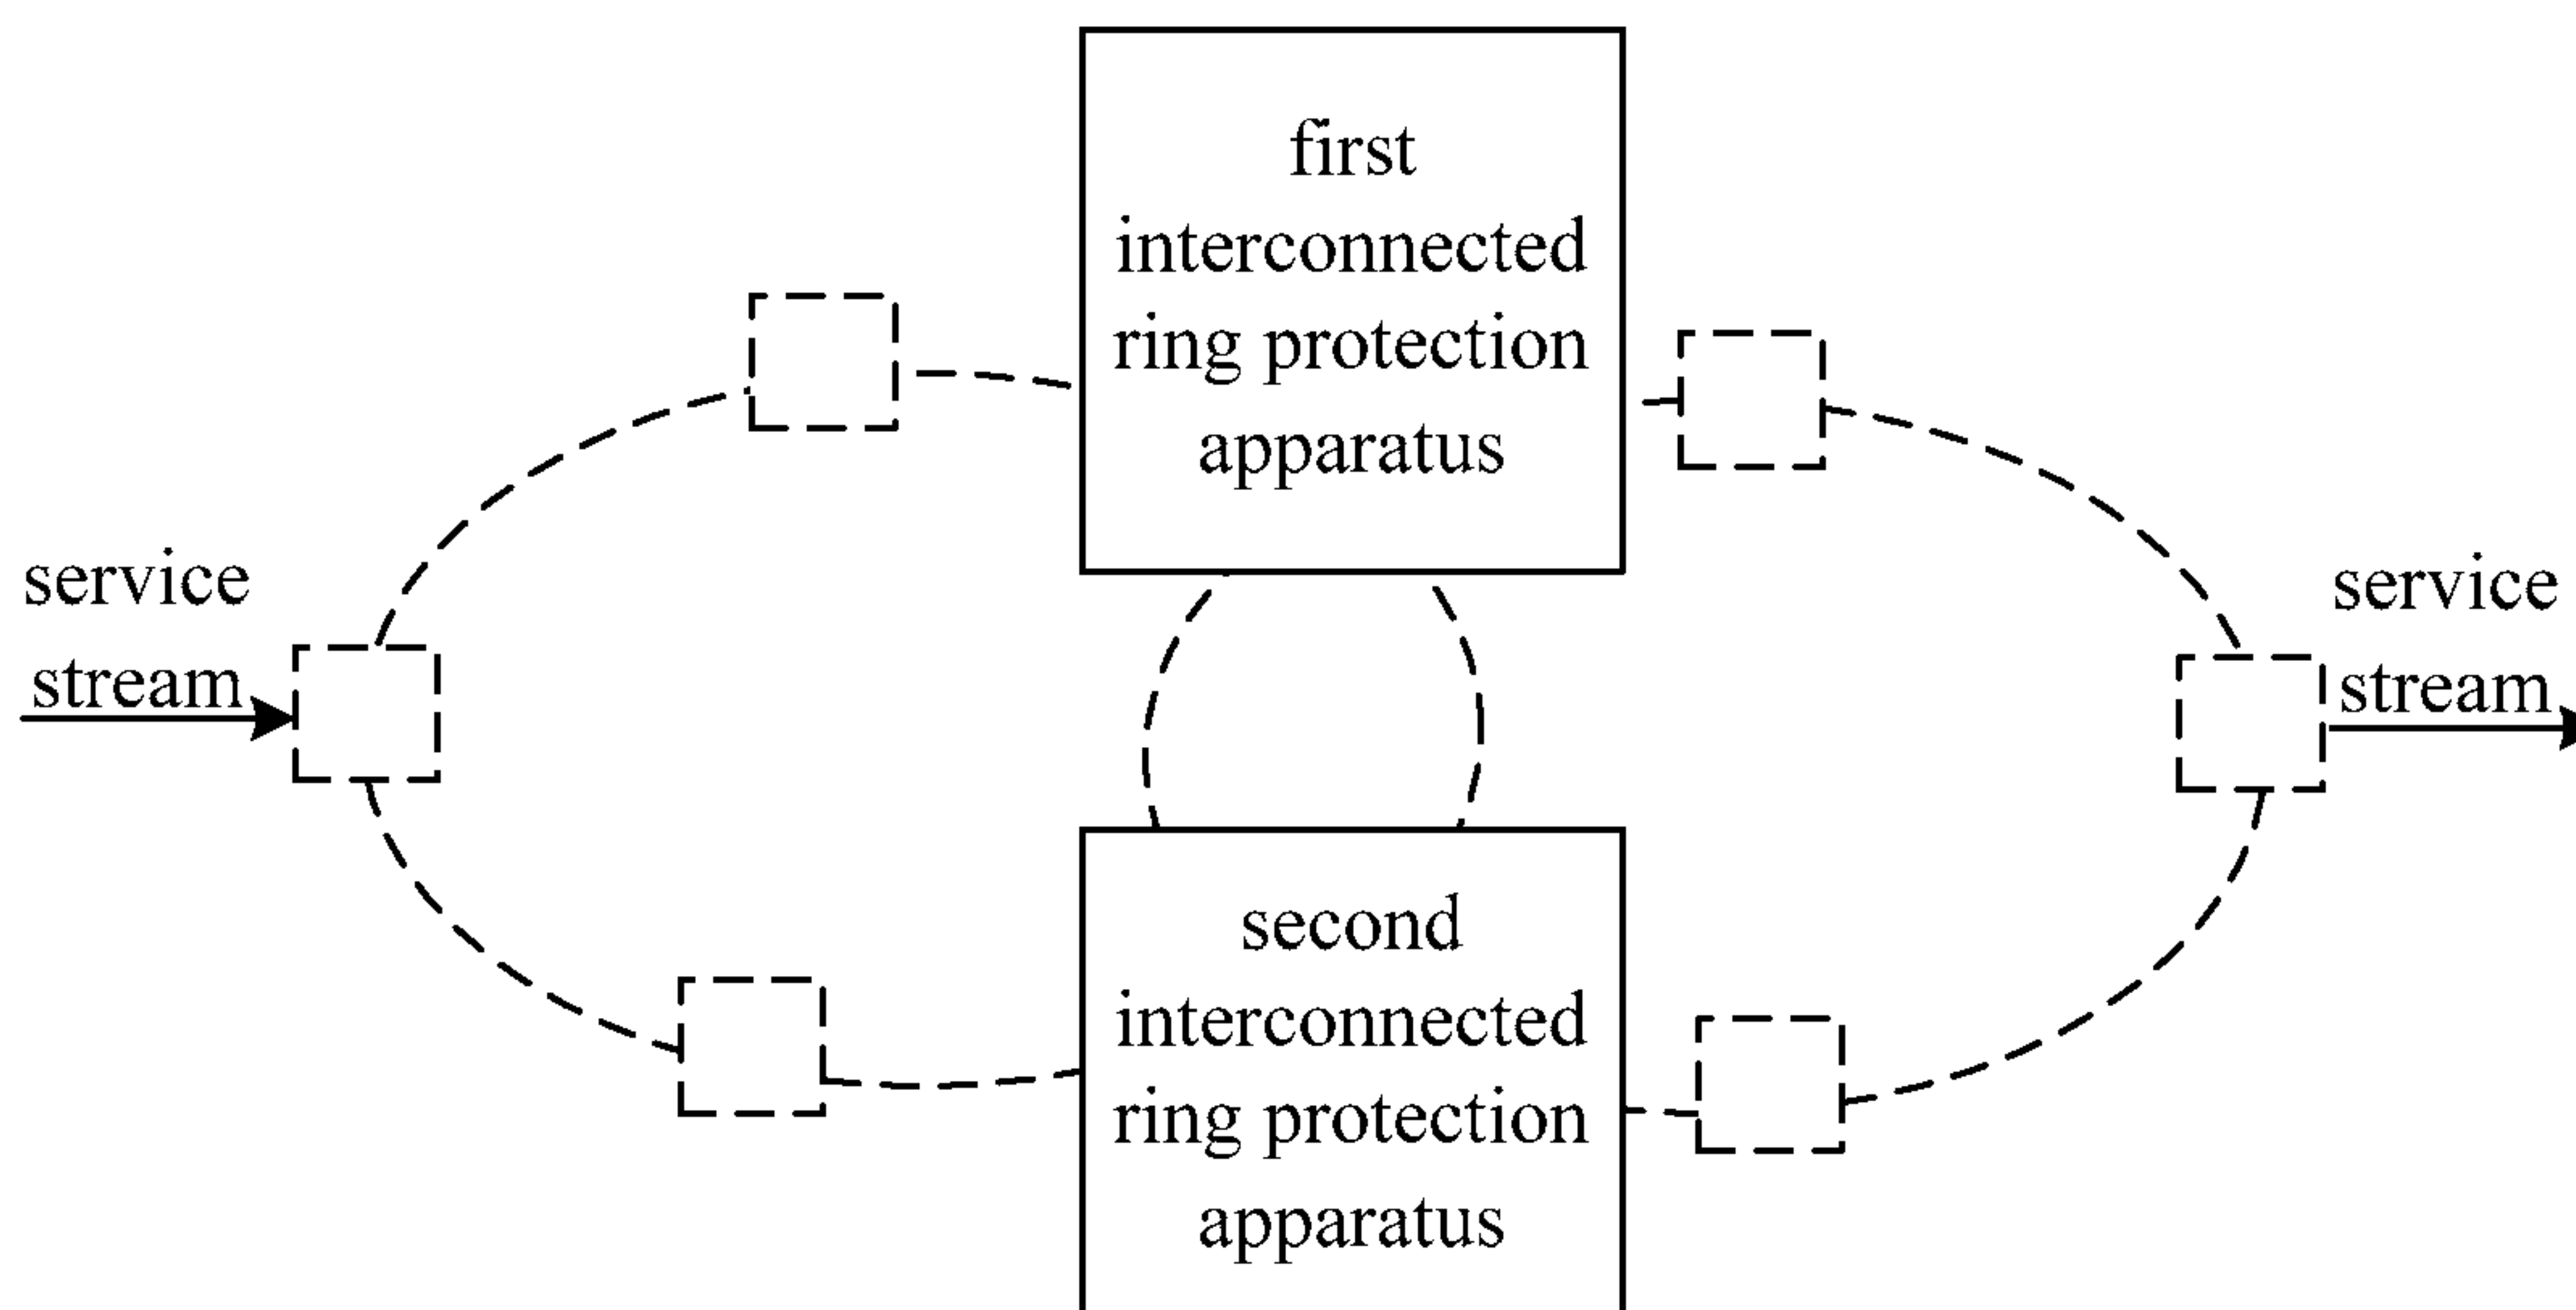 first
interconnected
ring protection
apparatus
service
stream
service
stream
second
interconnected
ring protection
apparatus